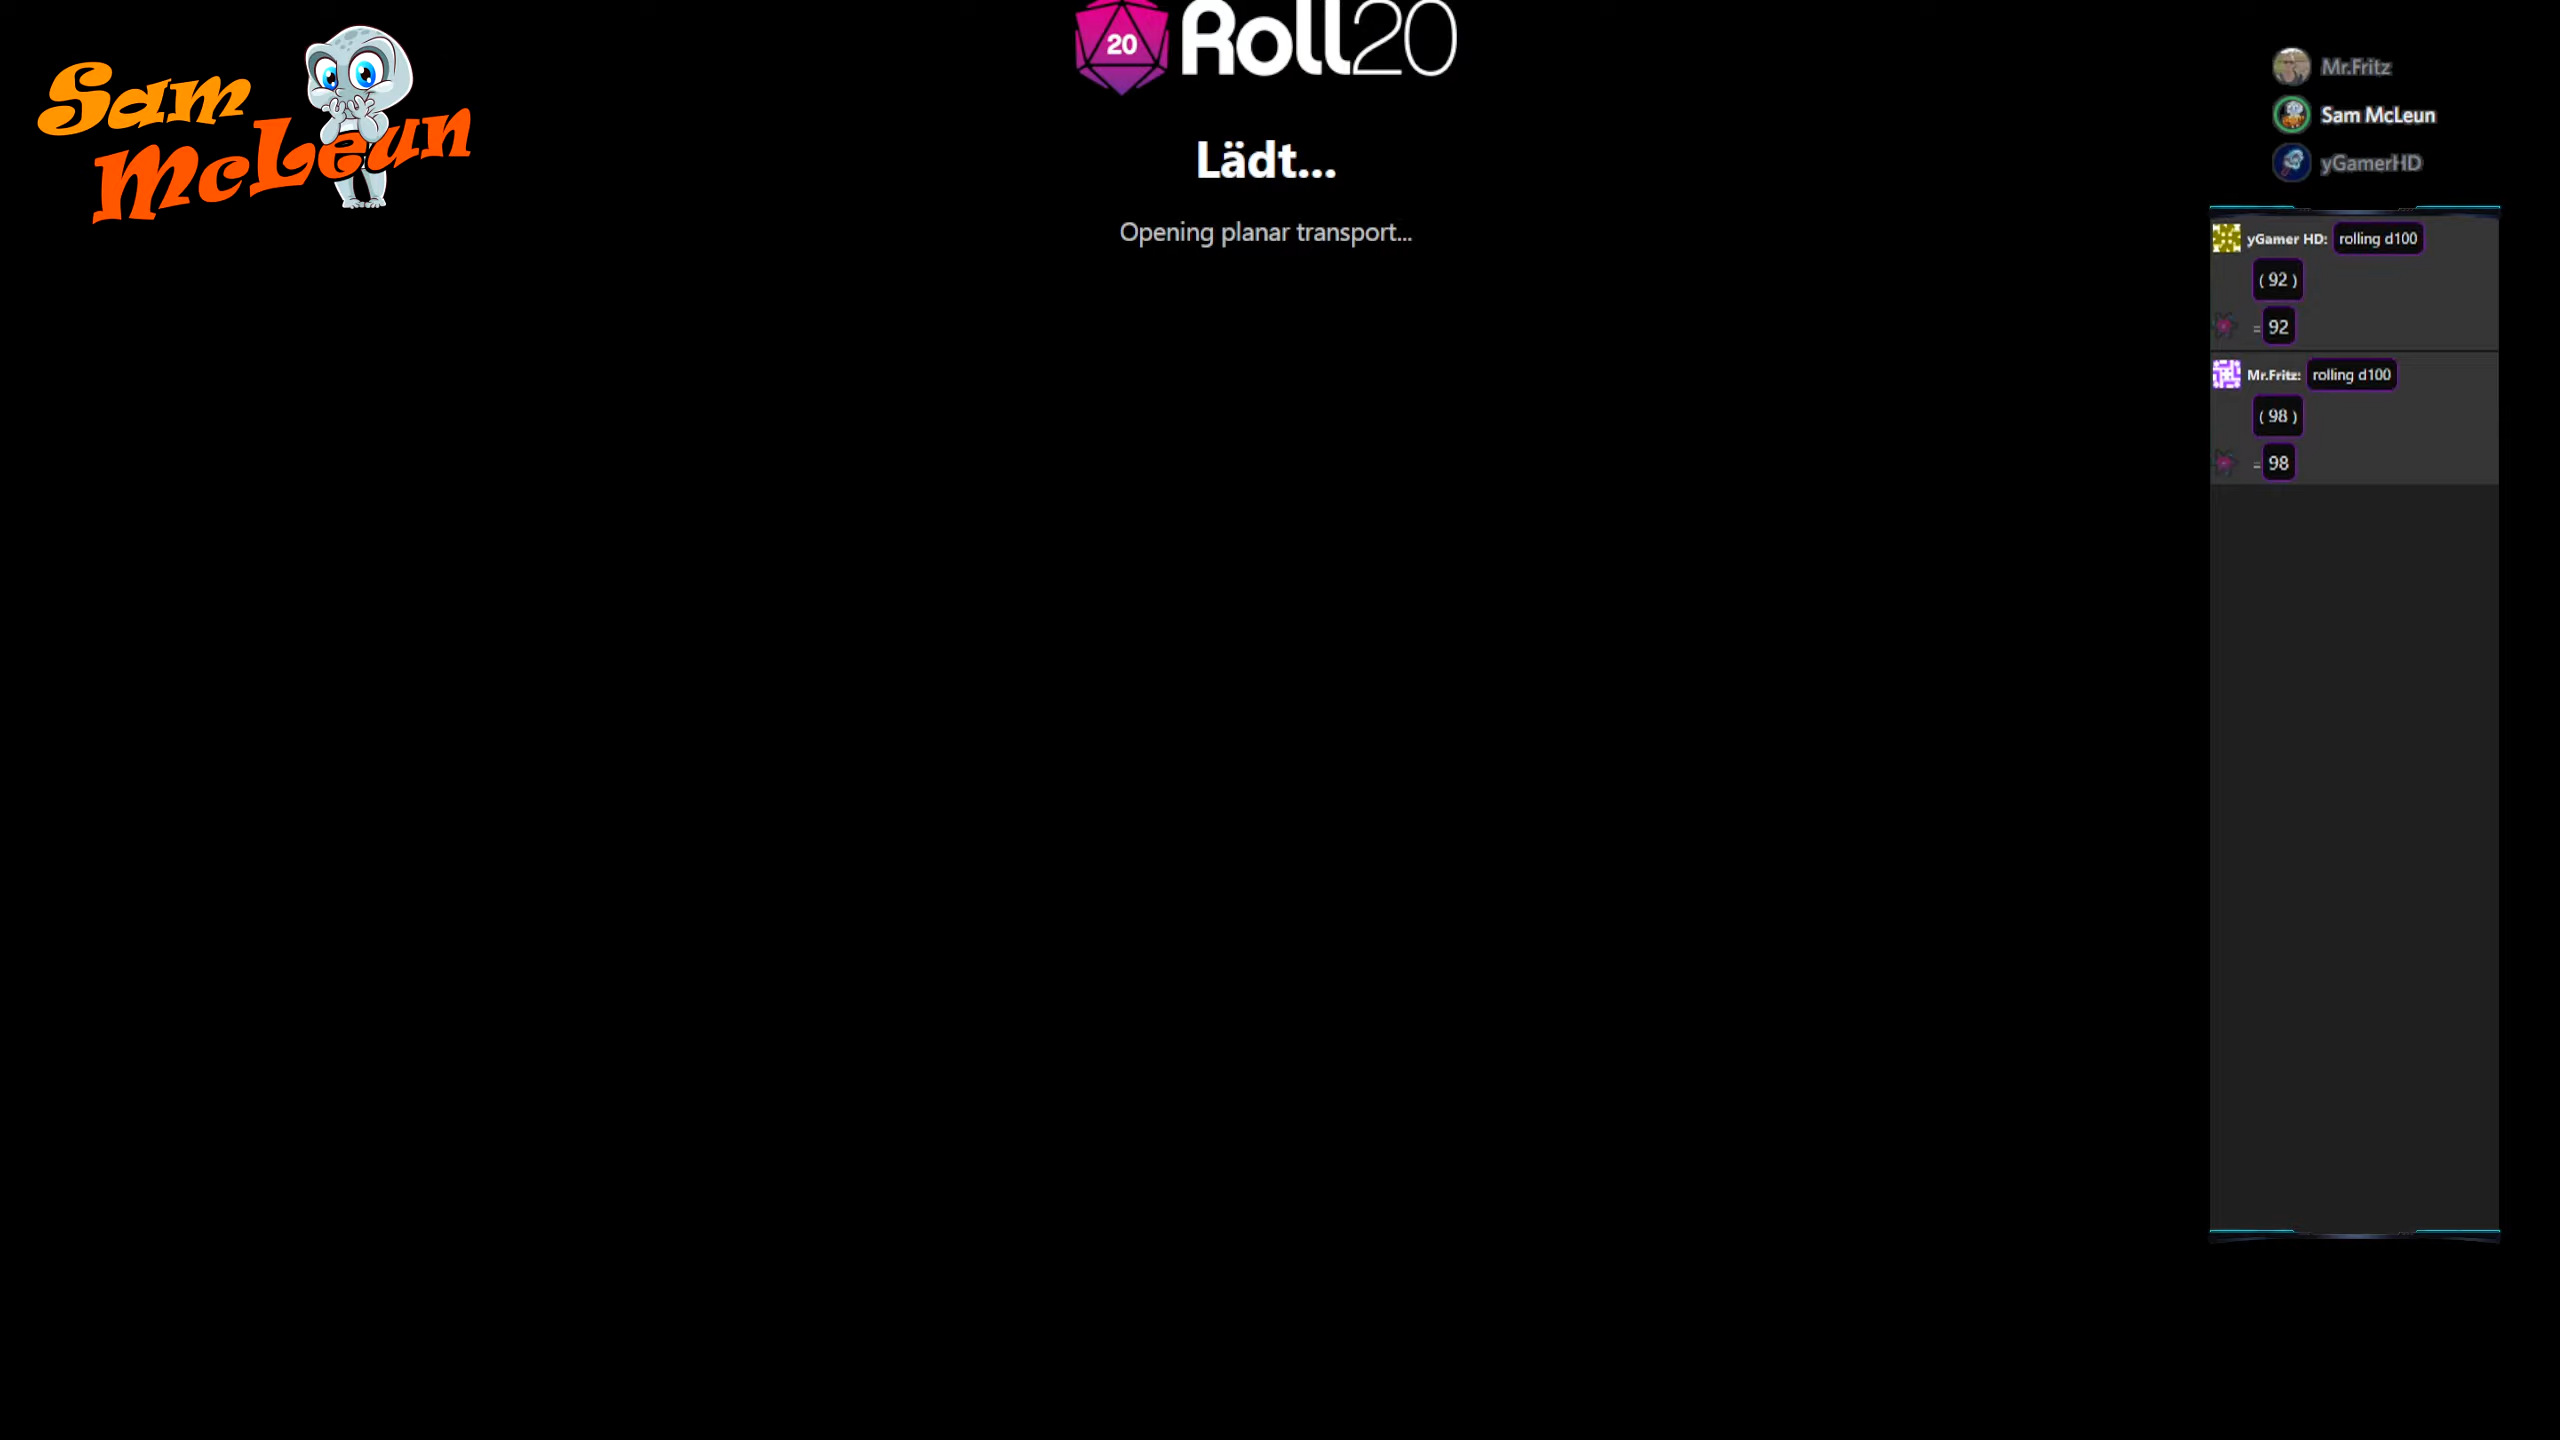 Sam
McLeun
20 Roll20
Lädt...
Opening planar transport...
Mr.Fritz
Sam McLeun
yGamerHD
yGamer HD: rolling d100
( 92 )
= 92
Mr.Fritz: rolling d100
( 98 )
= 98